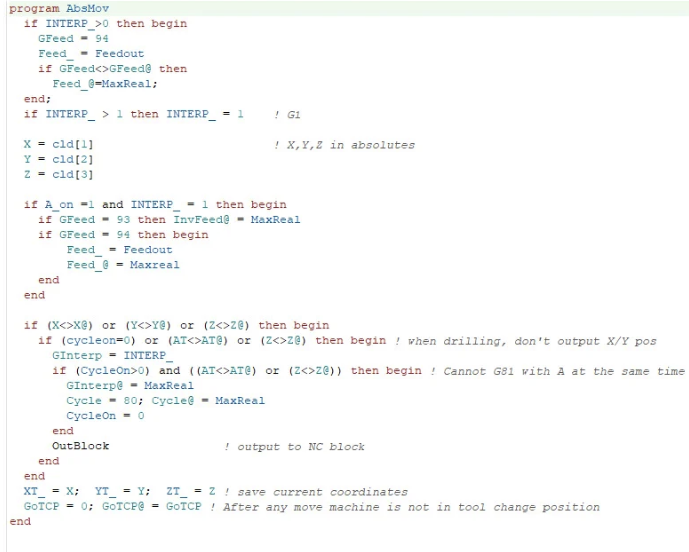 program AbsMov
if INTERP_>0 then begin
GFeed = 94
Feed_ = Feedout
if GFeed<>GFeed@ then
Feed_@=MaxReal;
end;
if INTERP_ > 1 then INTERP_ = 1 ! G1
X = cld[1] ! X,Y,Z in absolutes
Y = cld[2]
Z = cld[3]
if A_on =1 and INTERP_ = 1 then begin
if GFeed = 93 then InvFeed@ = MaxReal
if GFeed = 94 then begin
Feed_ = Feedout
Feed_@ = Maxreal
end
end
if (X<>X@) or (Y<>Y@) or (Z<>Z@) then begin
if (cycleon=0) or (AT<>AT@) or (Z<>Z@) then begin ! when drilling, don't output X/Y pos
GInterp = INTERP_
if (CycleOn>0) and ((AT<>AT@) or (Z<>Z@)) then begin ! Cannot G81 with A at the same time
GInterp@ = MaxReal
Cycle = 80; Cycle@ = MaxReal
CycleOn = 0
end
OutBlock ! output to NC block
end
end
XT_ = X; YT_ = Y; ZT_ = Z ! save current coordinates
GoTCP = 0; GoTCP@ = GoTCP ! After any move machine is not in tool change position
end